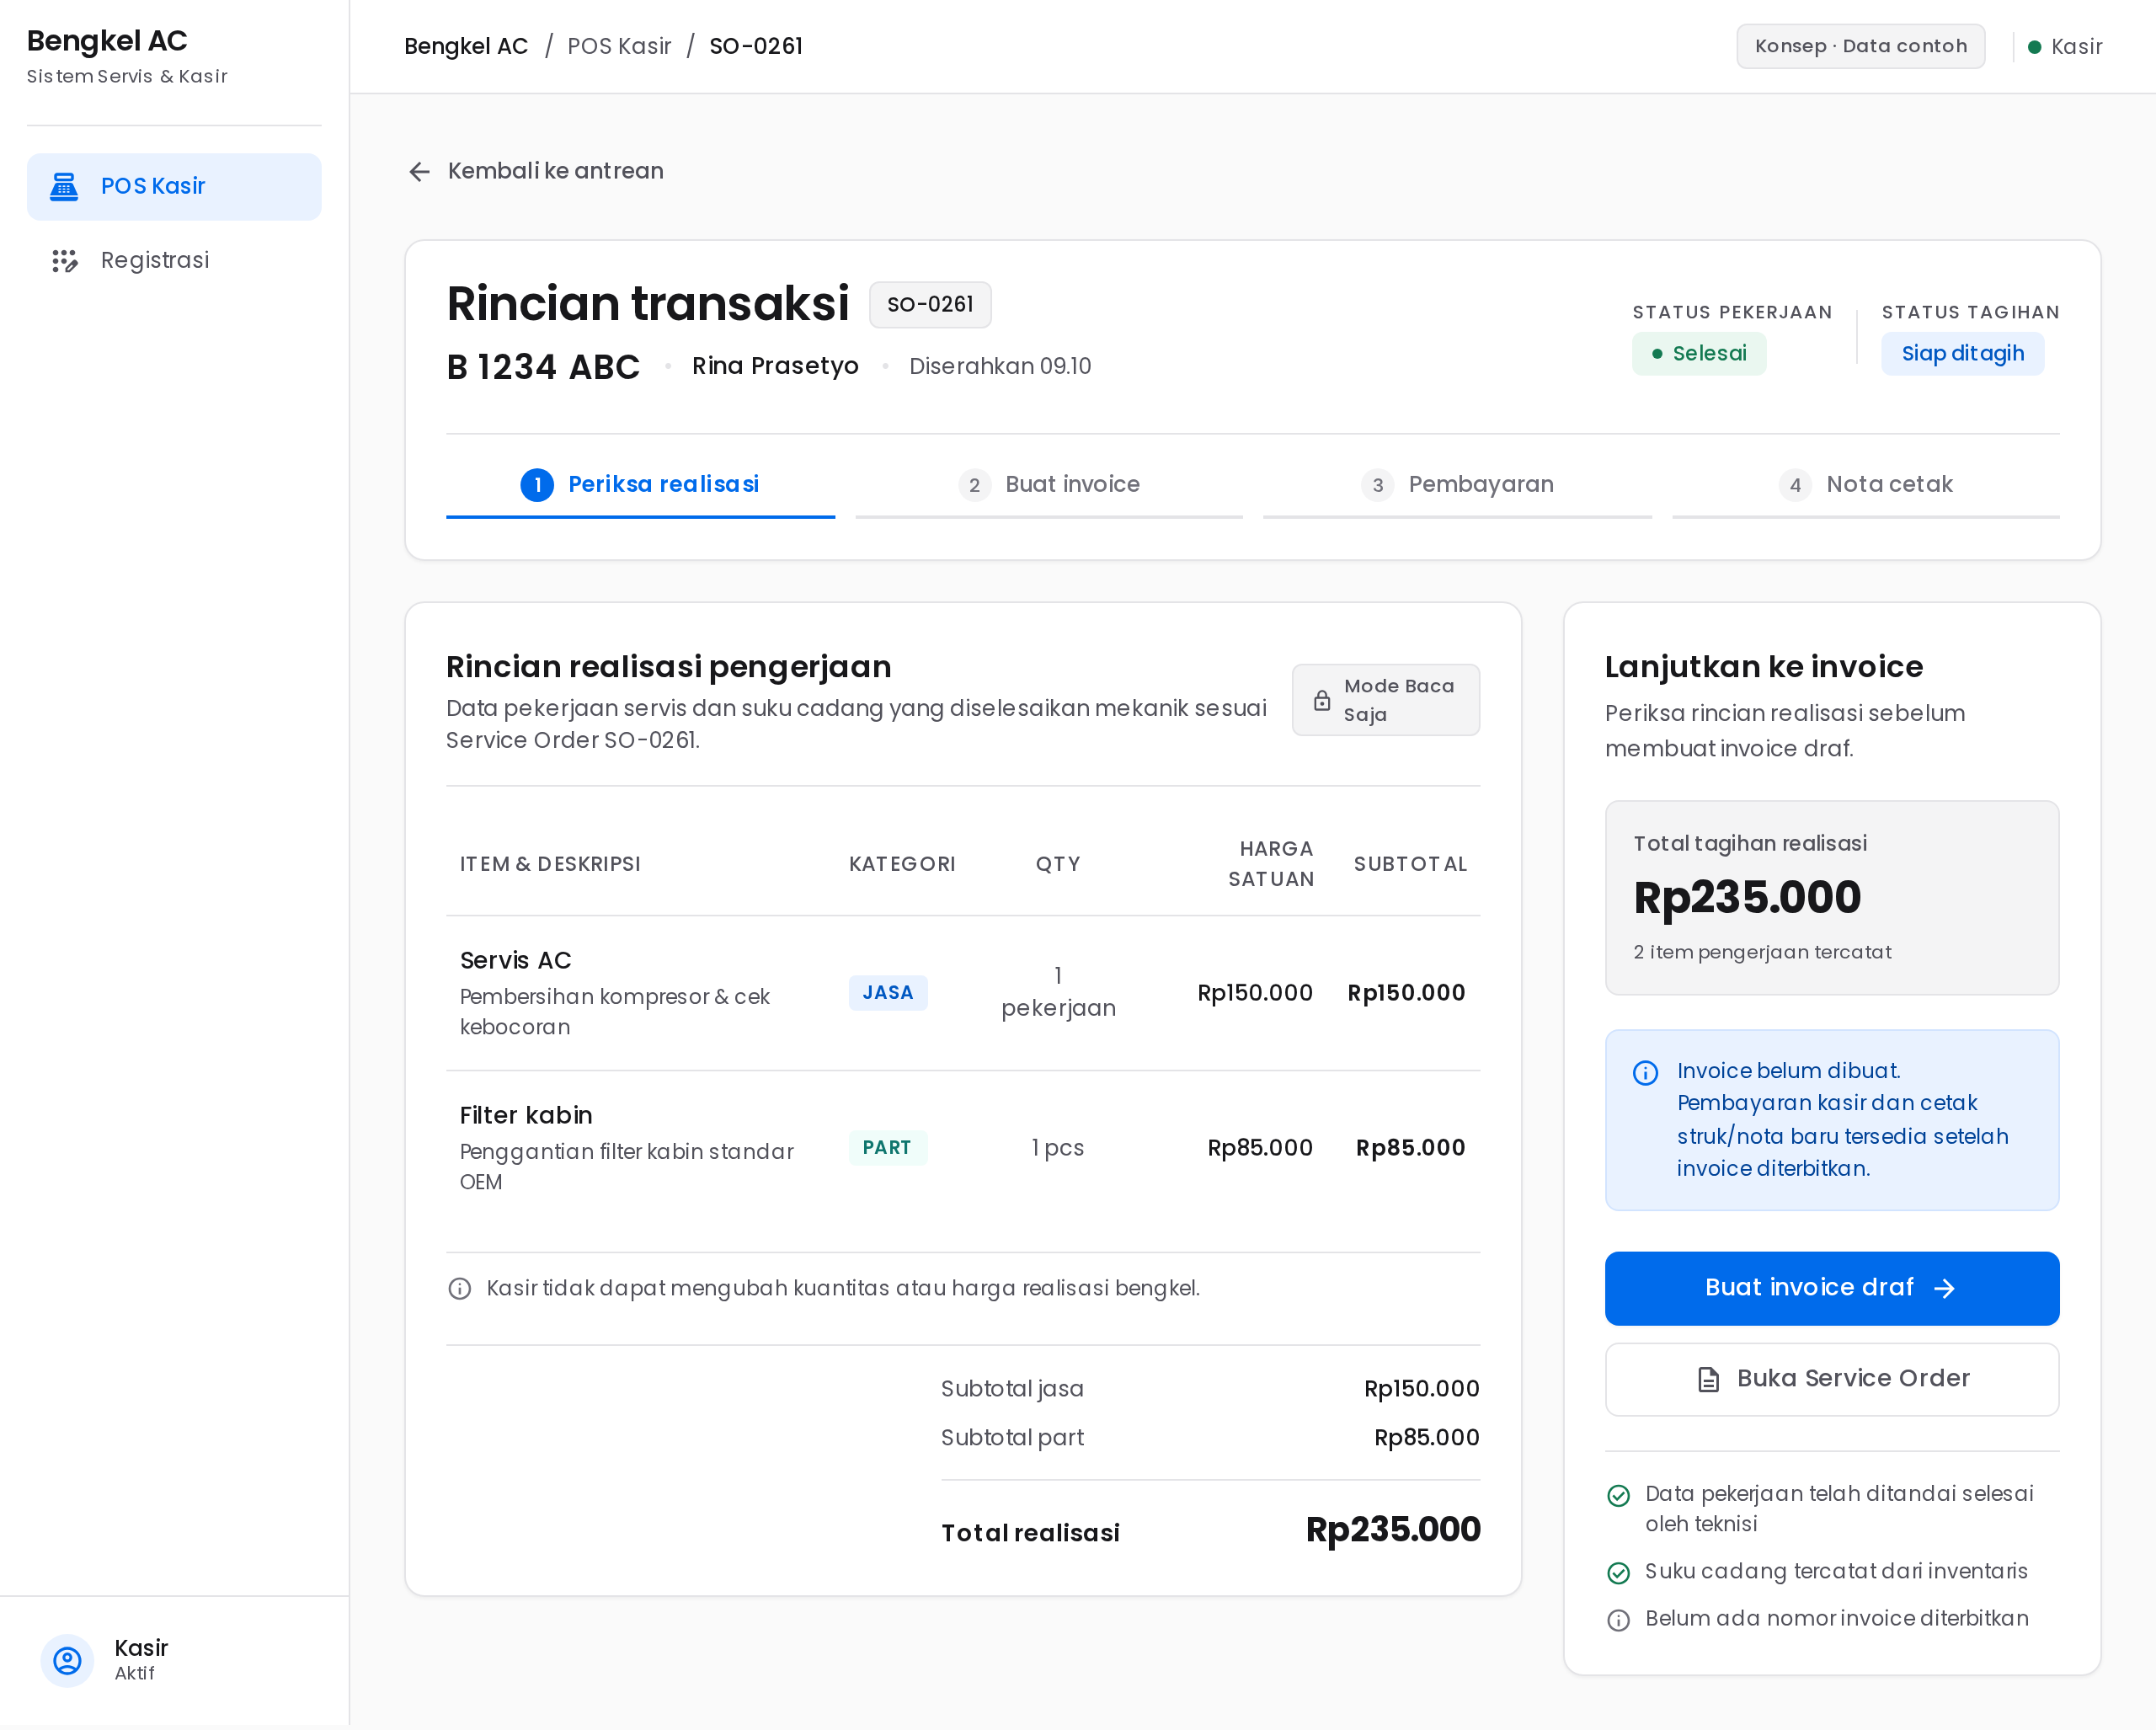 Bengkel AC
Sistem Servis & Kasir
POS Kasir
Registrasi
Kasir
Aktif
Bengkel AC / POS Kasir / SO-0261
Konsep · Data contoh
Kasir
Kembali ke antrean
Rincian transaksi
SO-0261
B 1234 ABC • Rina Prasetyo • Diserahkan 09.10
STATUS PEKERJAAN
Selesai
STATUS TAGIHAN
Siap ditagih
1 Periksa realisasi
2 Buat invoice
3 Pembayaran
4 Nota cetak
Rincian realisasi pengerjaan
Data pekerjaan servis dan suku cadang yang diselesaikan mekanik sesuai
Service Order SO-0261.
Mode Baca
Saja
ITEM & DESKRIPSI
KATEGORI
QTY
HARGA
SATUAN
SUBTOTAL
Servis AC
Pembersihan kompresor & cek
kebocoran
JASA
1
pekerjaan
Rp150.000
Rp150.000
Filter kabin
Penggantian filter kabin standar
OEM
PART
1 pcs
Rp85.000
Rp85.000
Kasir tidak dapat mengubah kuantitas atau harga realisasi bengkel.
Subtotal jasa Rp150.000
Subtotal part Rp85.000
Total realisasi Rp235.000
Lanjutkan ke invoice
Periksa rincian realisasi sebelum
membuat invoice draf.
Total tagihan realisasi
Rp235.000
2 item pengerjaan tercatat
Invoice belum dibuat.
Pembayaran kasir dan cetak
struk/nota baru tersedia setelah
invoice diterbitkan.
Buat invoice draf
Buka Service Order
Data pekerjaan telah ditandai selesai
oleh teknisi
Suku cadang tercatat dari inventaris
Belum ada nomor invoice diterbitkan